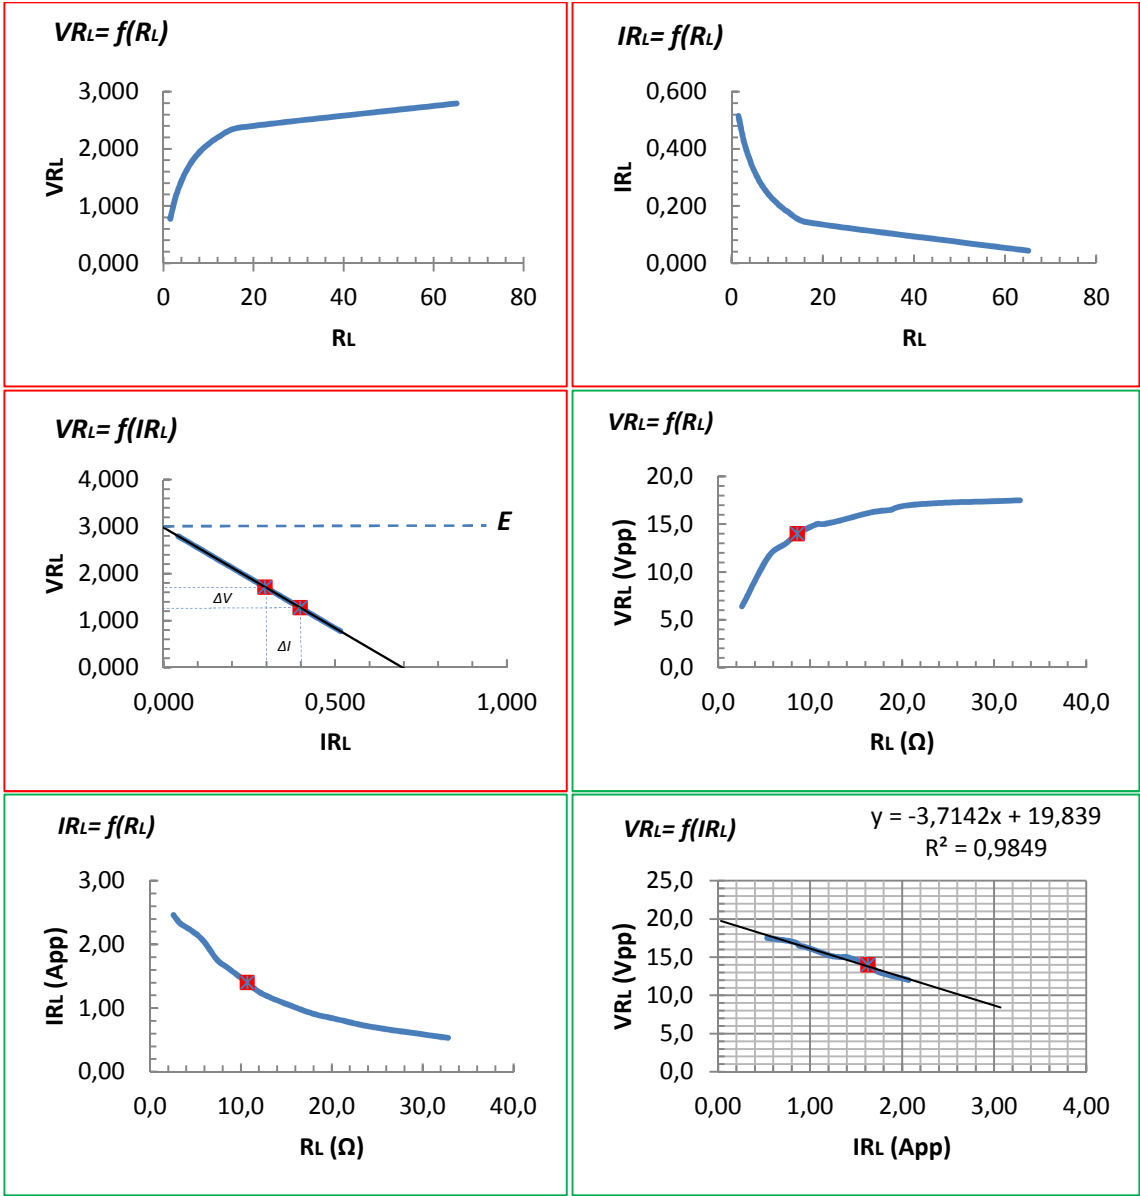 VRL= f(RL)
3,000
2,000
1,000
0,000
VRL
0
20
40
60
80
RL
IRL= f(RL)
0,600
0,400
0,200
0,000
IRL
0
20
40
60
80
RL
VRL= f(IRL)
4,000
3,000
2,000
1,000
0,000
VRL
E
ΔV
ΔI
0,000
0,500
1,000
IRL
VRL= f(RL)
20,0
15,0
10,0
5,0
0,0
VRL (Vpp)
0,0
10,0
20,0
30,0
40,0
RL (Ω)
IRL= f(RL)
3,00
2,00
1,00
0,00
IRL (App)
0,0
10,0
20,0
30,0
40,0
RL (Ω)
VRL= f(IRL)
y = -3,7142x + 19,839
R² = 0,9849
25,0
20,0
15,0
10,0
5,0
0,0
VRL (Vpp)
0,00
1,00
2,00
3,00
4,00
IRL (App)